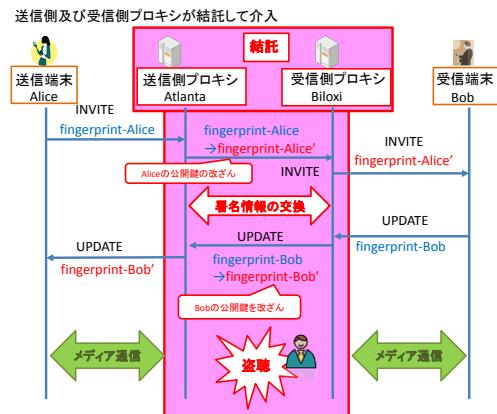 送信側及び受信側プロキシが結託して介入
結託
送信端末
Alice
送信側プロキシ
Atlanta
受信側プロキシ
Biloxi
受信端末
Bob
INVITE
fingerprint-Alice
fingerprint-Alice
→fingerprint-Alice’
Aliceの公開鍵の改ざん
INVITE
INVITE
fingerprint-Alice’
署名情報の交換
UPDATE
fingerprint-Bob
UPDATE
fingerprint-Bob
→fingerprint-Bob’
UPDATE
fingerprint-Bob’
Bobの公開鍵を改ざん
メディア通信
盗聴
メディア通信